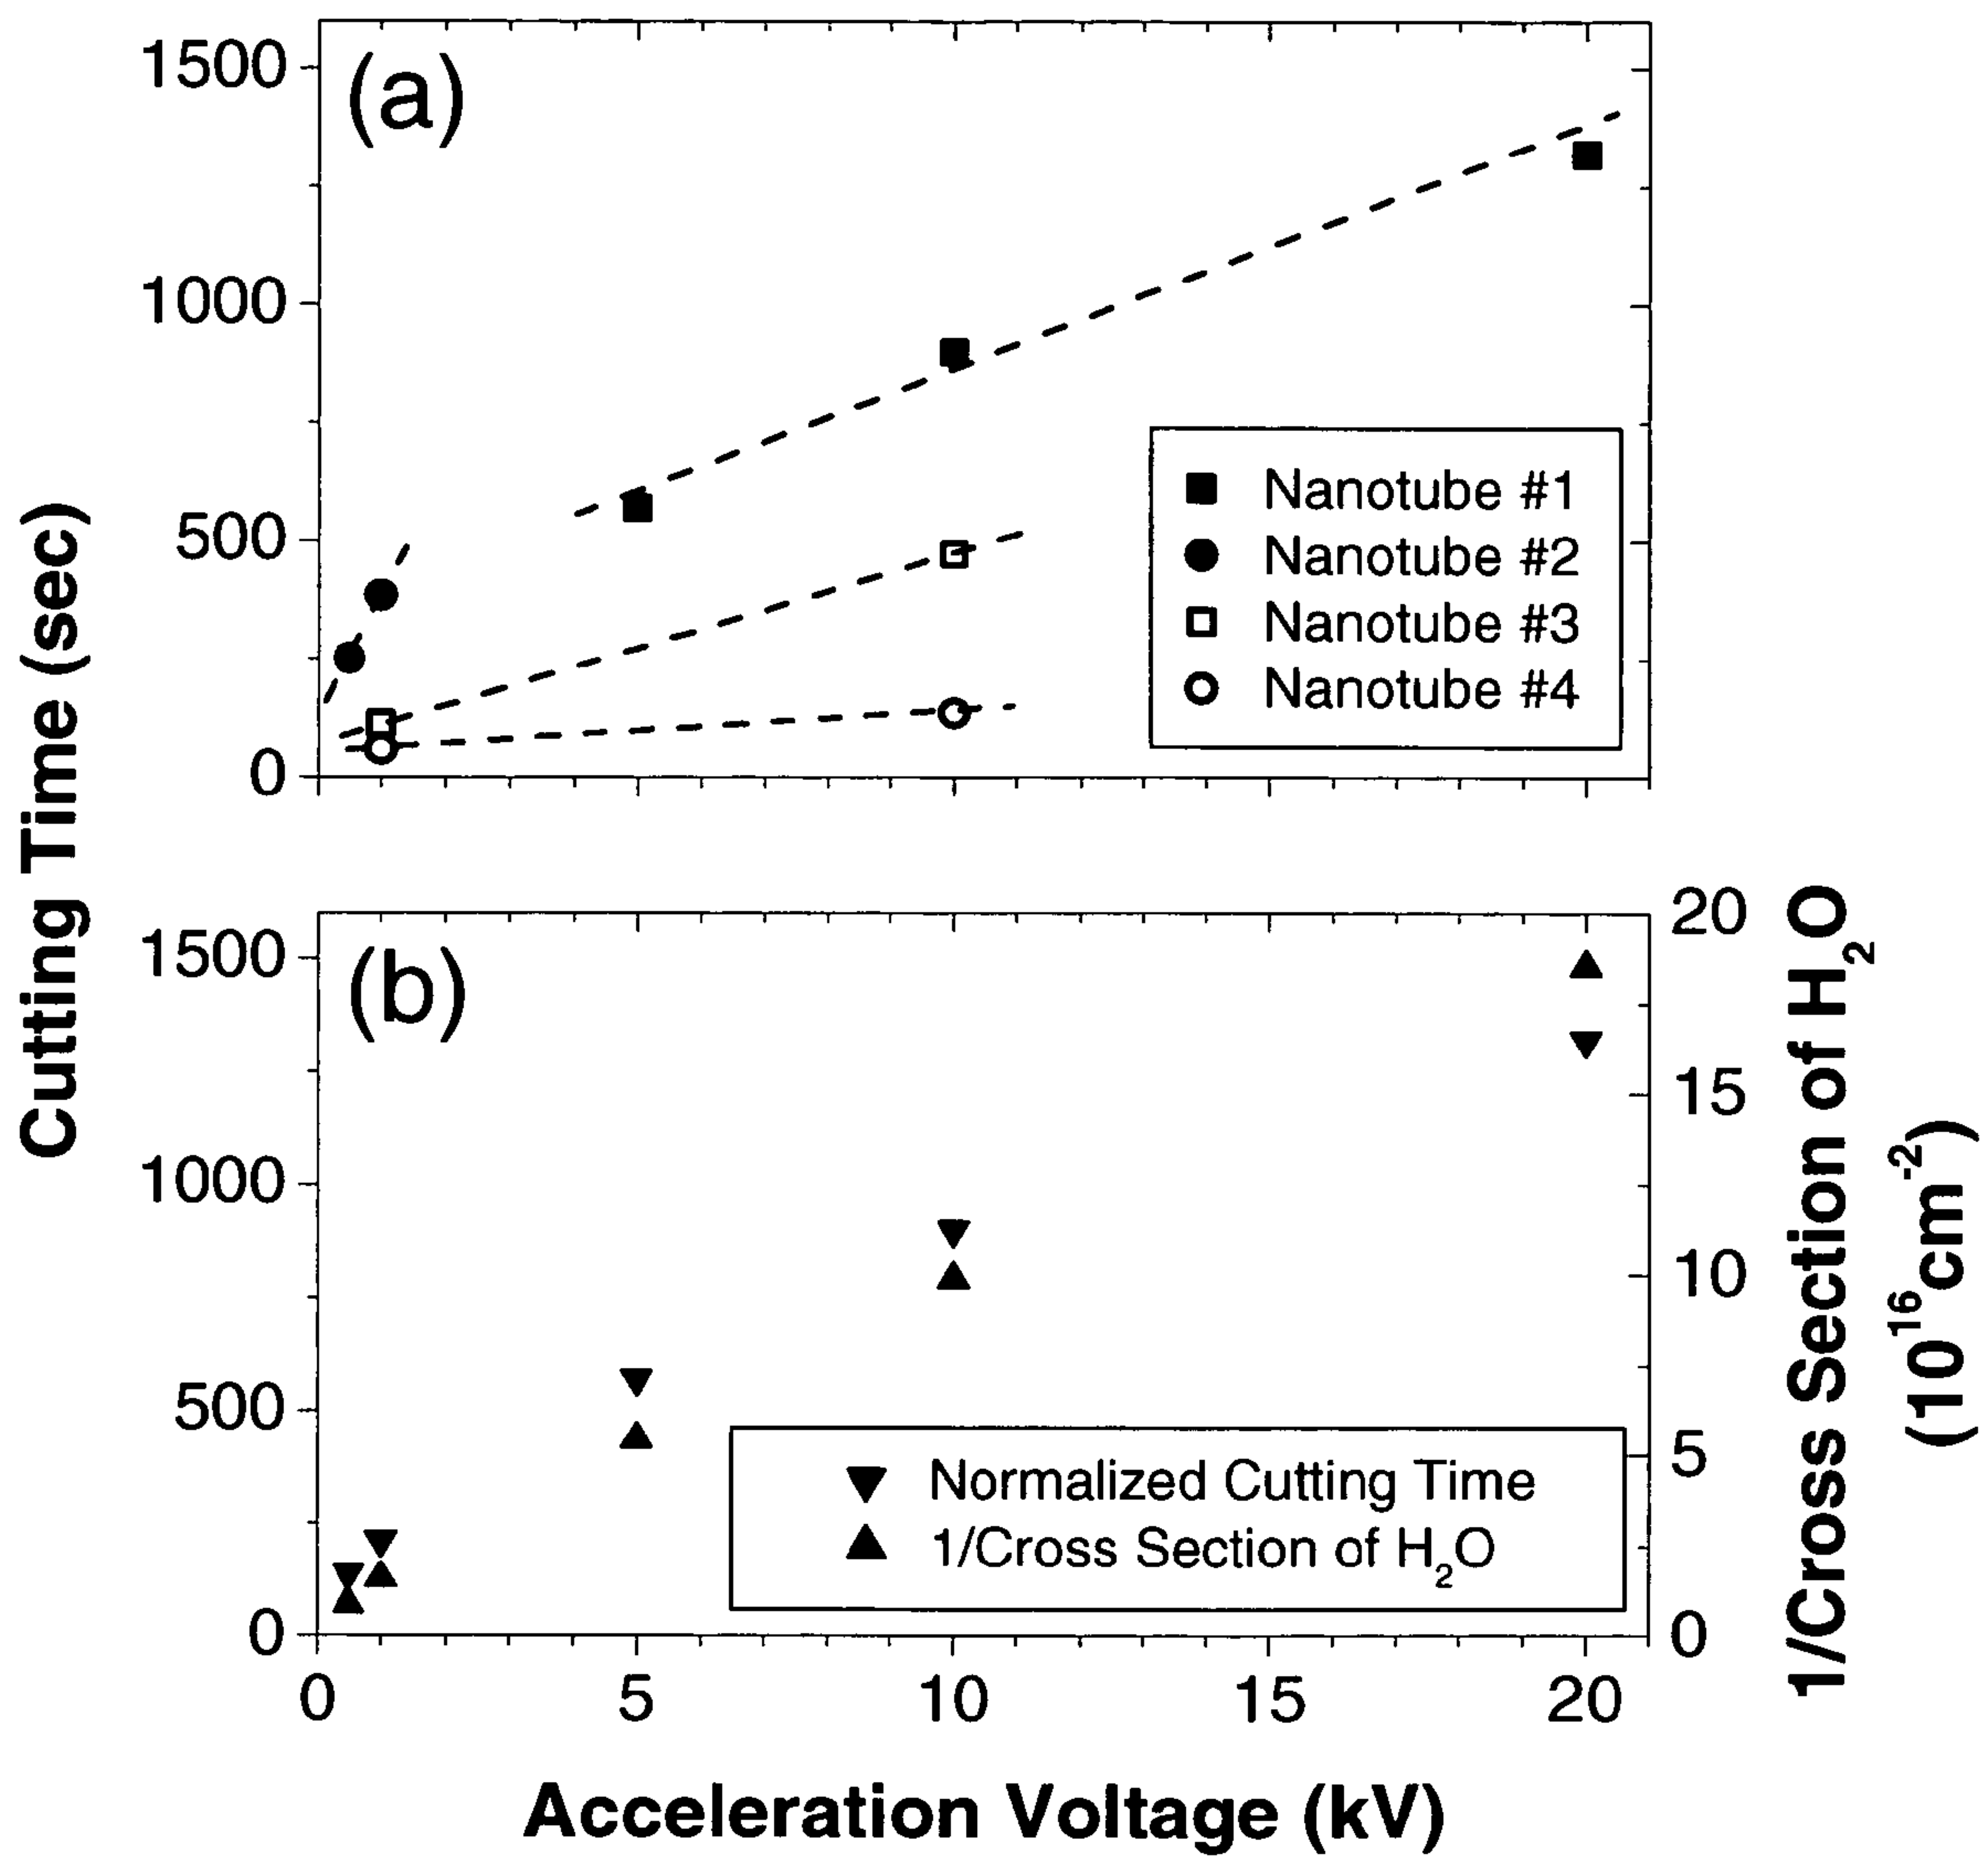 (a)
1500
1000
500
0
Nanotube #1
Nanotube #2
Nanotube #3
Nanotube #4
Cutting Time (sec)
(b)
1500
1000
500
0
20
15
10
5
0
1/Cross Section of H₂O
(10¹⁶cm⁻²)
Normalized Cutting Time
1/Cross Section of H₂O
0 5 10 15 20
Acceleration Voltage (kV)